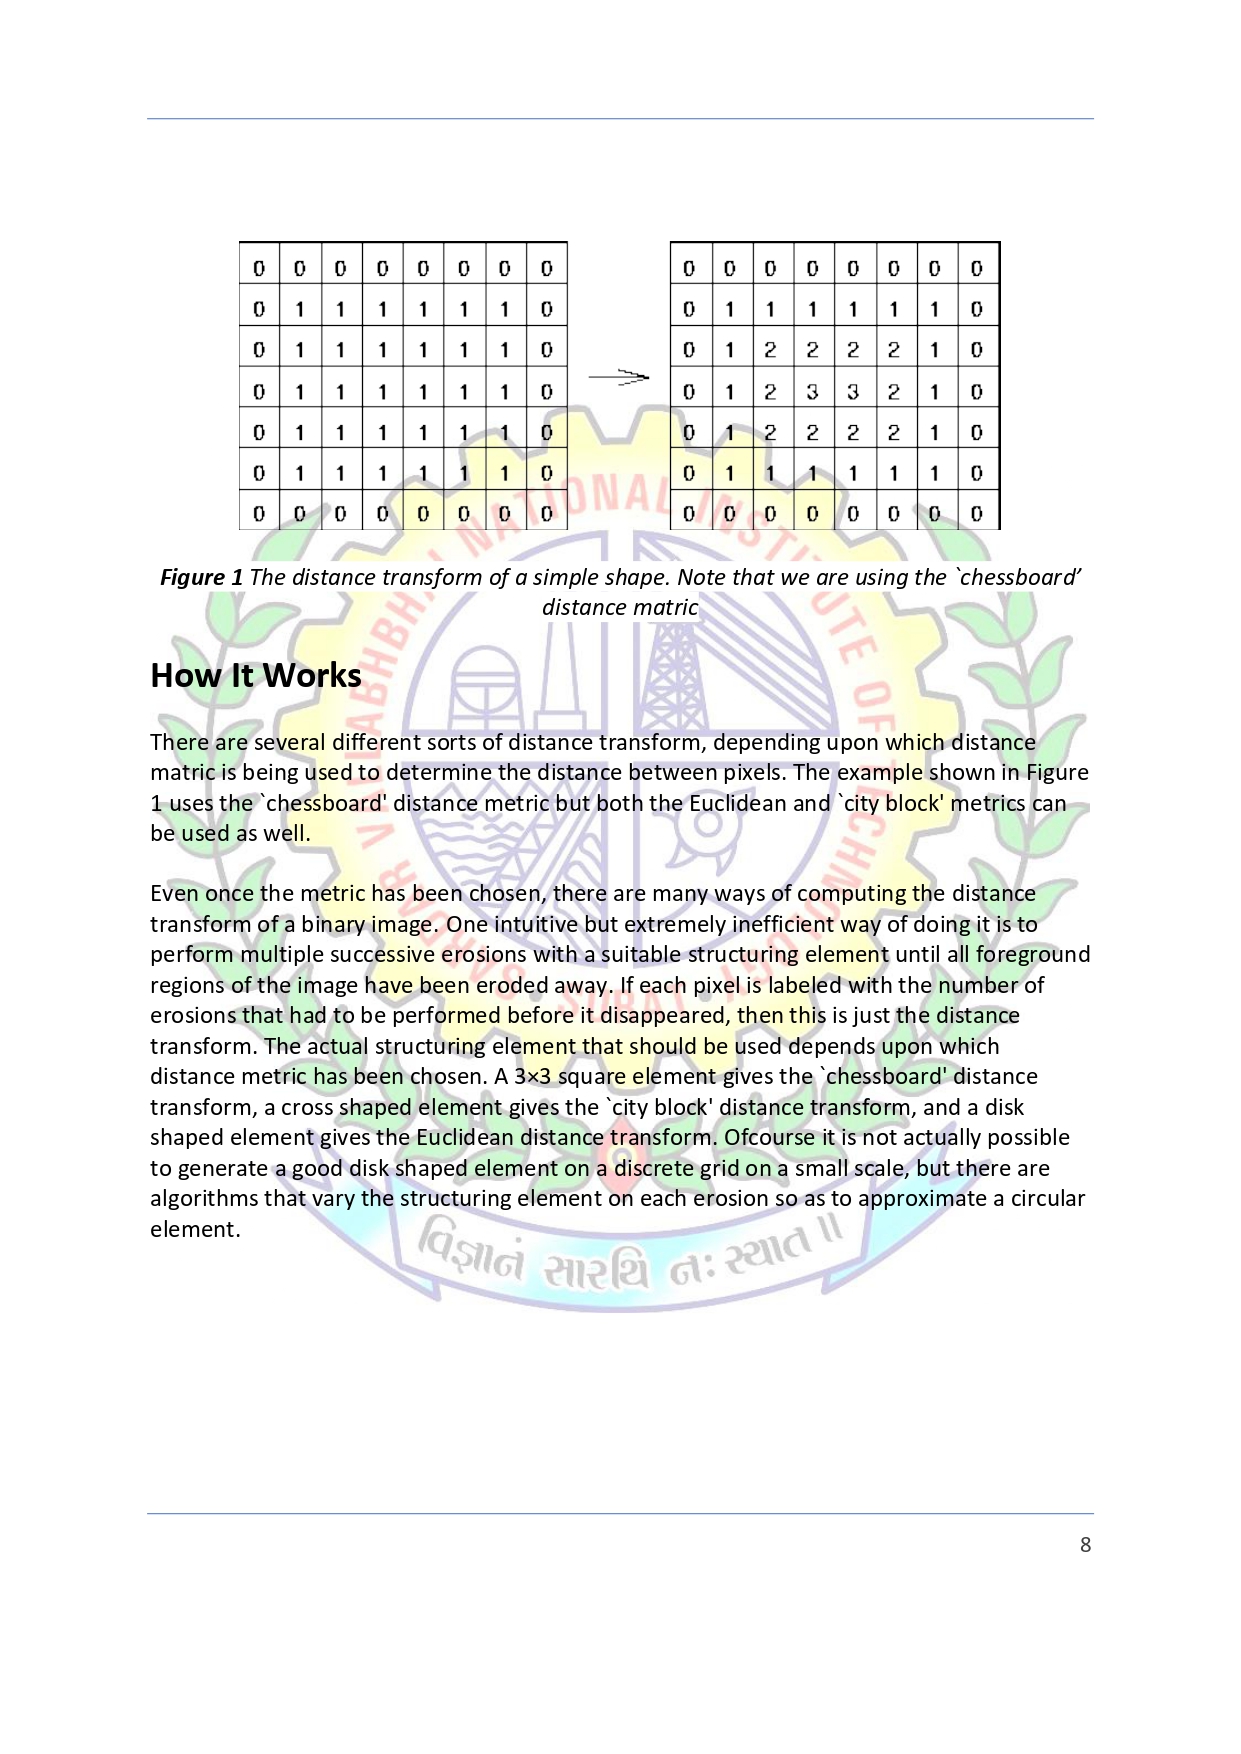 0 0 0 0 0 0 0 0 0 0 0 0 0 0 0 0
0 1 1 1 1 1 1 0 0 1 1 1 1 1 1 0
0 1 1 1 1 1 1 0 0 1 2 2 2 2 1 0
0 1 1 1 1 1 1 0 0 1 2 3 3 2 1 0
0 1 1 1 1 1 1 0 0 1 2 2 2 2 1 0
0 1 1 1 1 1 1 0 0 1 1 1 1 1 1 0
0 0 0 0 0 0 0 0 0 0 0 0 0 0 0 0
Figure 1 The distance transform of a simple shape. Note that we are using the `chessboard’
distance matric
How It Works
There are several different sorts of distance transform, depending upon which distance
matric is being used to determine the distance between pixels. The example shown in Figure
1 uses the `chessboard' distance metric but both the Euclidean and `city block' metrics can
be used as well.
Even once the metric has been chosen, there are many ways of computing the distance
transform of a binary image. One intuitive but extremely inefficient way of doing it is to
perform multiple successive erosions with a suitable structuring element until all foreground
regions of the image have been eroded away. If each pixel is labeled with the number of
erosions that had to be performed before it disappeared, then this is just the distance
transform. The actual structuring element that should be used depends upon which
distance metric has been chosen. A 3×3 square element gives the `chessboard' distance
transform, a cross shaped element gives the `city block' distance transform, and a disk
shaped element gives the Euclidean distance transform. Ofcourse it is not actually possible
to generate a good disk shaped element on a discrete grid on a small scale, but there are
algorithms that vary the structuring element on each erosion so as to approximate a circular
element.
SARDAR VALLABHBHAI NATIONAL INSTITUTE OF TECHNOLOGY
• SURAT •
વિજ્ઞાનં સારથિ નઃ સ્યાત ॥
8